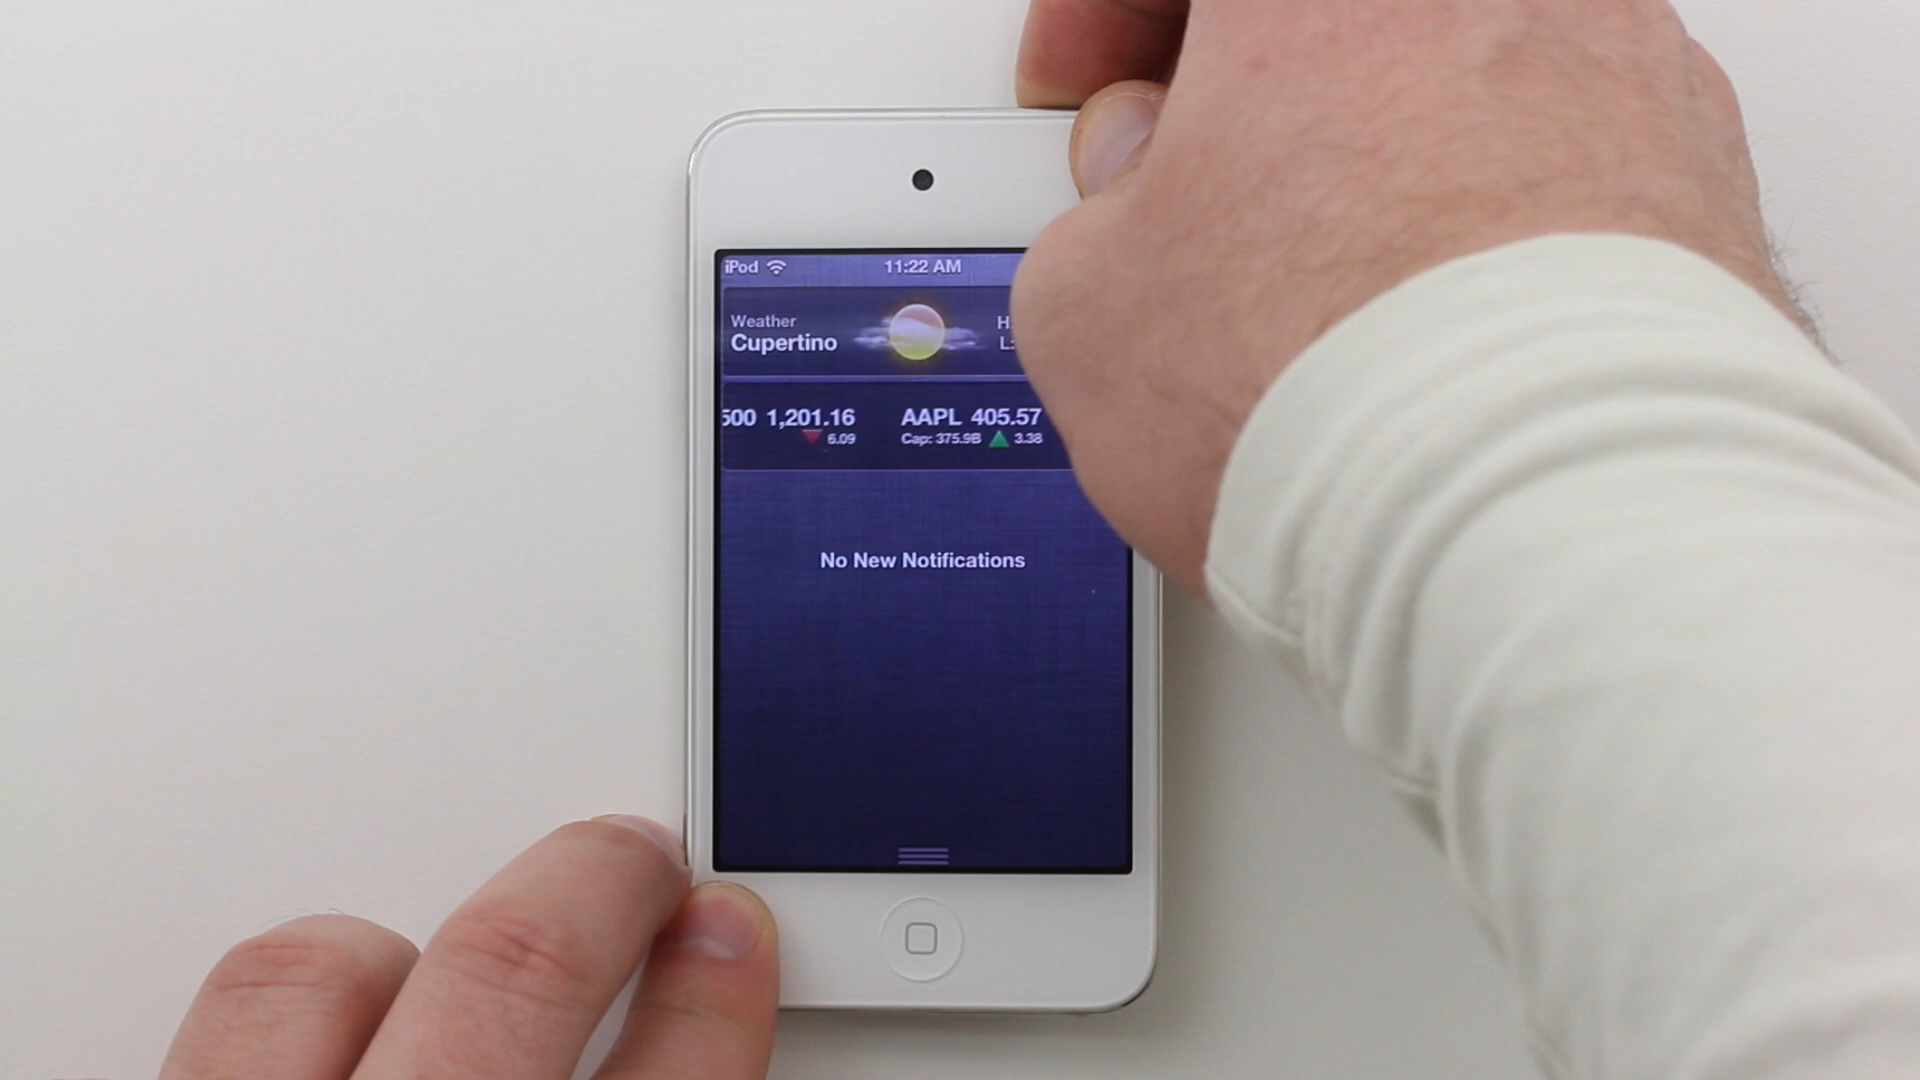 iPod 11:22 AM
Weather
Cupertino
H:
L:
500 1,201.16 AAPL 405.57
6.09 Cap: 375.9B 3.38
No New Notifications